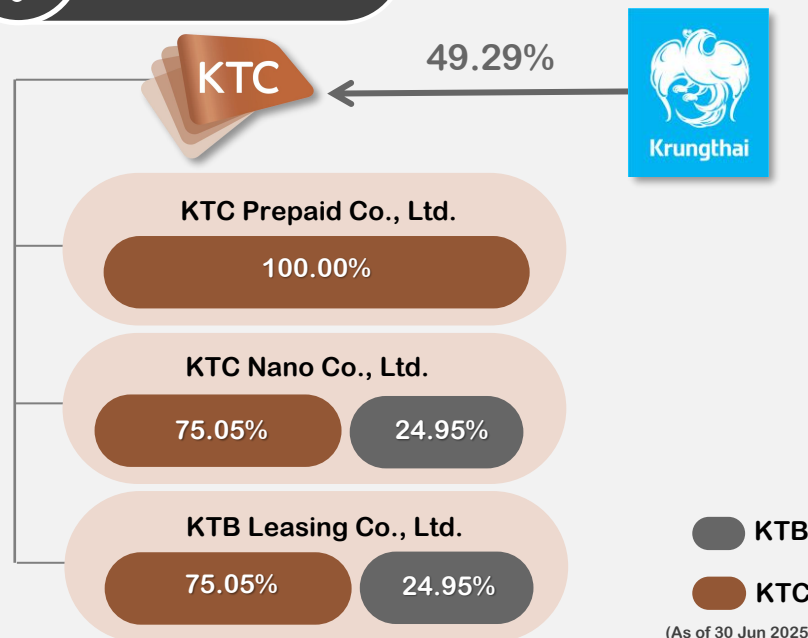 KTC
49.29%
Krungthai
KTC Prepaid Co., Ltd.
100.00%
KTC Nano Co., Ltd.
75.05% 24.95%
KTB Leasing Co., Ltd.
75.05% 24.95%
KTB
KTC
(As of 30 Jun 2025